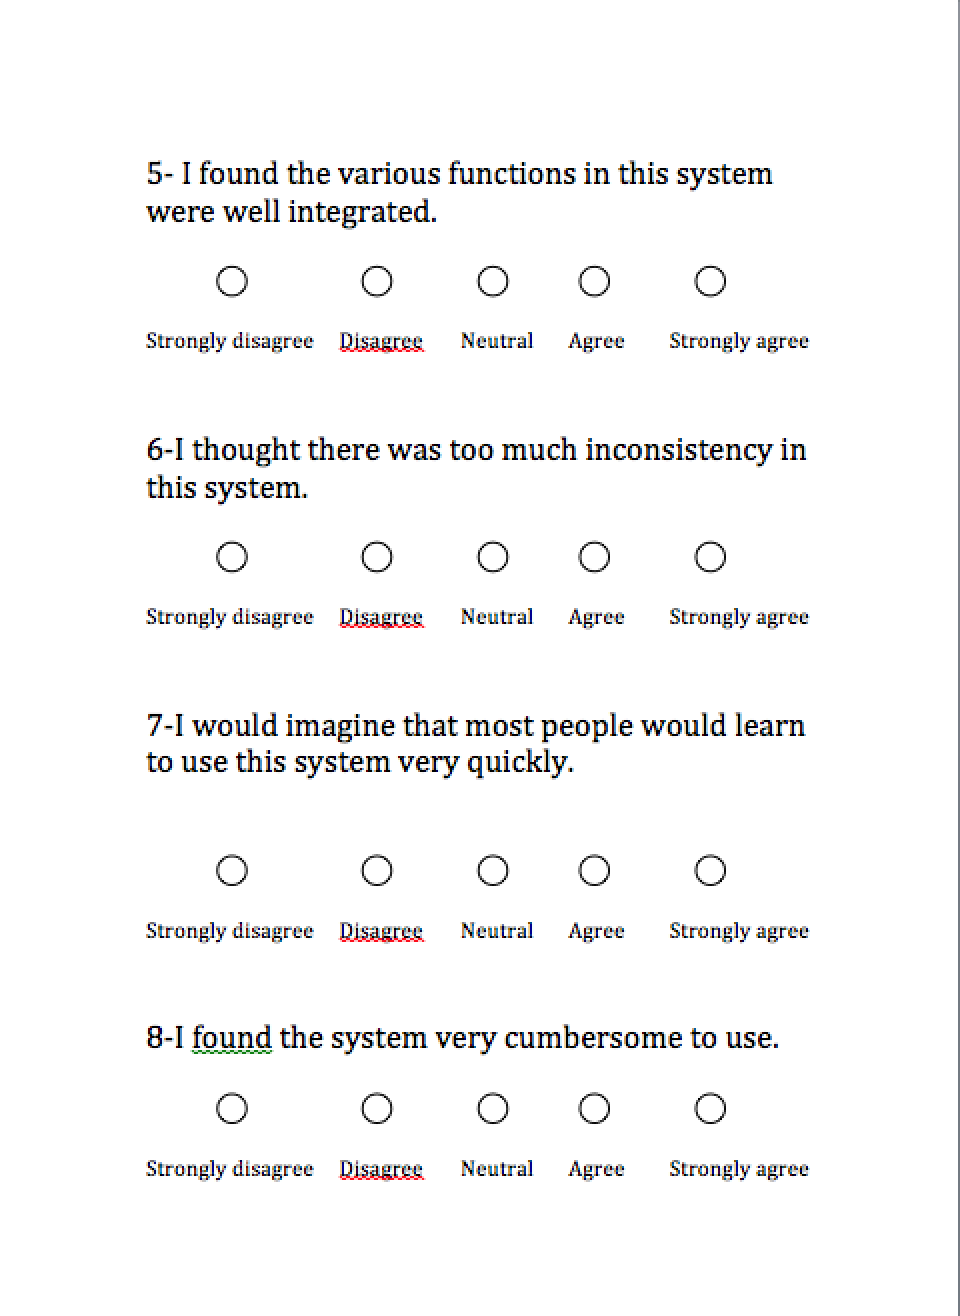 5- I found the various functions in this system
were well integrated.
Strongly disagree Disagree Neutral Agree Strongly agree
6-I thought there was too much inconsistency in
this system.
Strongly disagree Disagree Neutral Agree Strongly agree
7-I would imagine that most people would learn
to use this system very quickly.
Strongly disagree Disagree Neutral Agree Strongly agree
8-I found the system very cumbersome to use.
Strongly disagree Disagree Neutral Agree Strongly agree